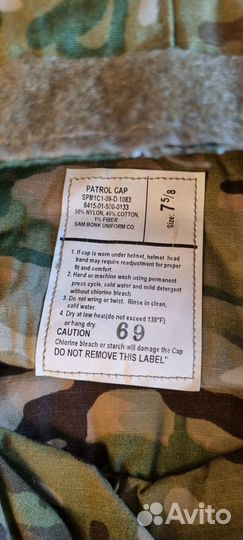 PATROL CAP
SPM1C1-09-D-1083
8415-01-500-0133
50% NYLON, 49% COTTON,
1% FIBER
SAM BONK UNIFORM CO.
Size: 7 5/8
1. If cap is worn under helmet, helmet head
band may require readjustment for proper
fit and comfort.
2. Hand or machine wash using permanent
press cycle, cold water and mild detergent
without chlorine bleach
3. Do not wring or twist. Rinse in clean,
cold water.
4. Dry at low heat(do not exceed 130°F)
or hang dry.
CAUTION 69
Chlorine bleach or starch will damage the Cap
DO NOT REMOVE THIS LABEL"
Avito